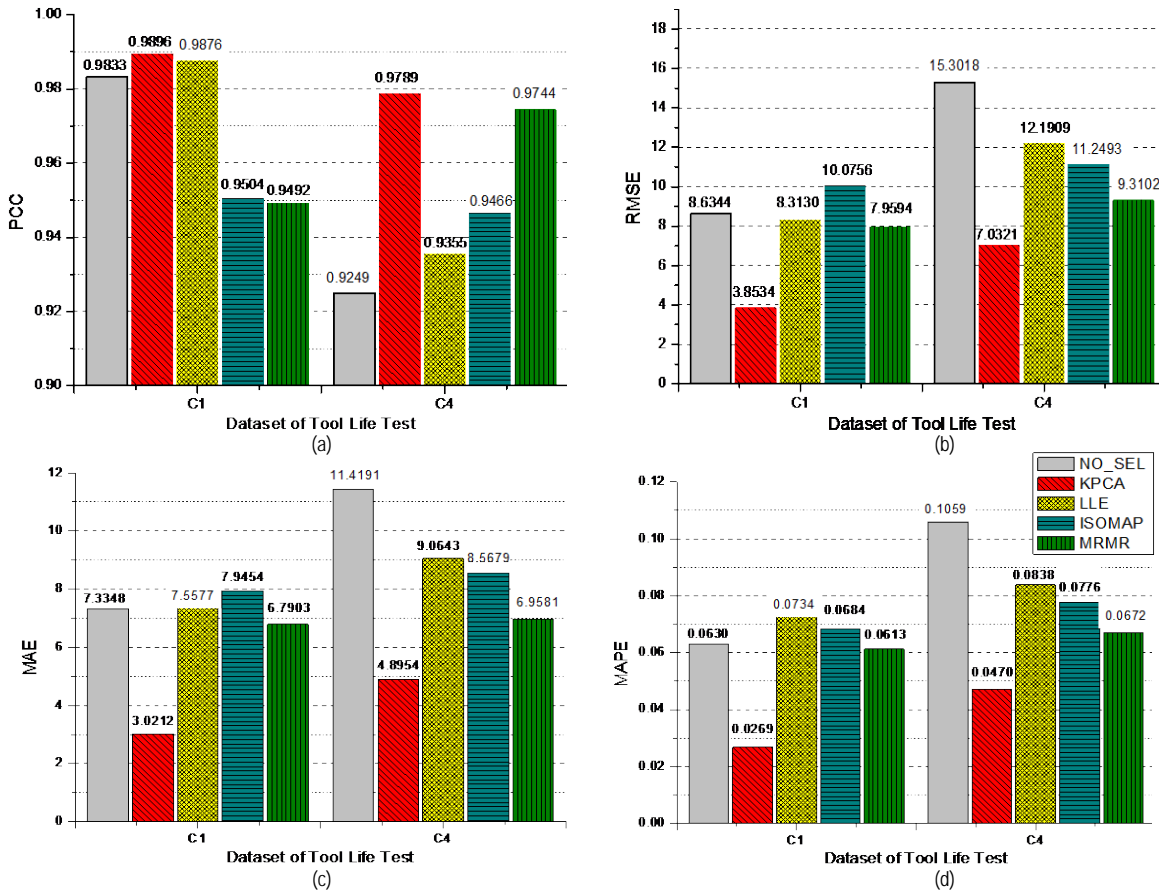 1.00
0.98
0.96
0.94
0.92
0.90
PCC
0.9833
0.9896
0.9876
0.9504
0.9492
0.9249
0.9789
0.9355
0.9466
0.9744
C1
C4
Dataset of Tool Life Test
(a)
18
16
14
12
10
8
6
4
2
0
RMSE
8.6344
3.8534
8.3130
10.0756
7.9594
15.3018
7.0321
12.1909
11.2493
9.3102
C1
C4
Dataset of Tool Life Test
(b)
12
10
8
6
4
2
0
MAE
7.3348
3.0212
7.5577
7.9454
6.7903
11.4191
4.8954
9.0643
8.5679
6.9581
C1
C4
Dataset of Tool Life Test
(c)
NO_SEL
KPCA
LLE
ISOMAP
MRMR
0.12
0.10
0.08
0.06
0.04
0.02
0.00
MAPE
0.0630
0.0269
0.0734
0.0684
0.0613
0.1059
0.0470
0.0838
0.0776
0.0672
C1
C4
Dataset of Tool Life Test
(d)